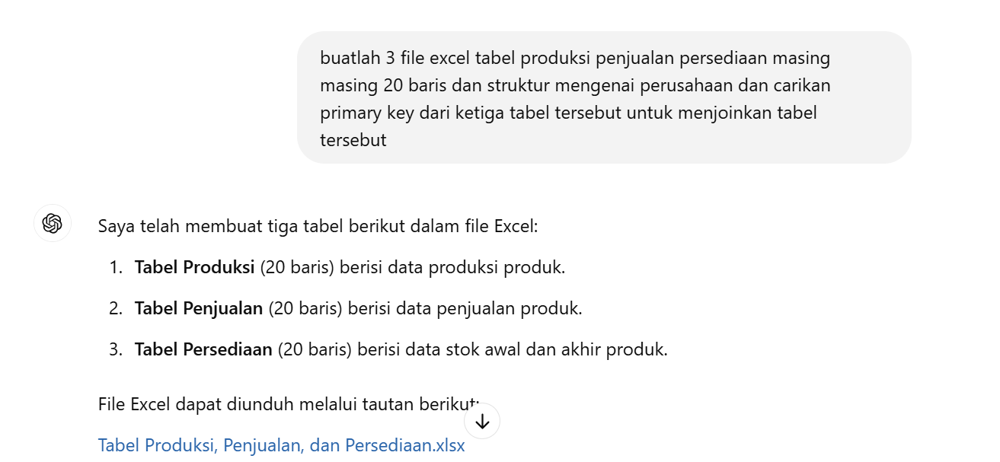 buatlah 3 file excel tabel produksi penjualan persediaan masing
masing 20 baris dan struktur mengenai perusahaan dan carikan
primary key dari ketiga tabel tersebut untuk menjoinkan tabel
tersebut
Saya telah membuat tiga tabel berikut dalam file Excel:
1. Tabel Produksi (20 baris) berisi data produksi produk.
2. Tabel Penjualan (20 baris) berisi data penjualan produk.
3. Tabel Persediaan (20 baris) berisi data stok awal dan akhir produk.
File Excel dapat diunduh melalui tautan berikut:
Tabel Produksi, Penjualan, dan Persediaan.xlsx